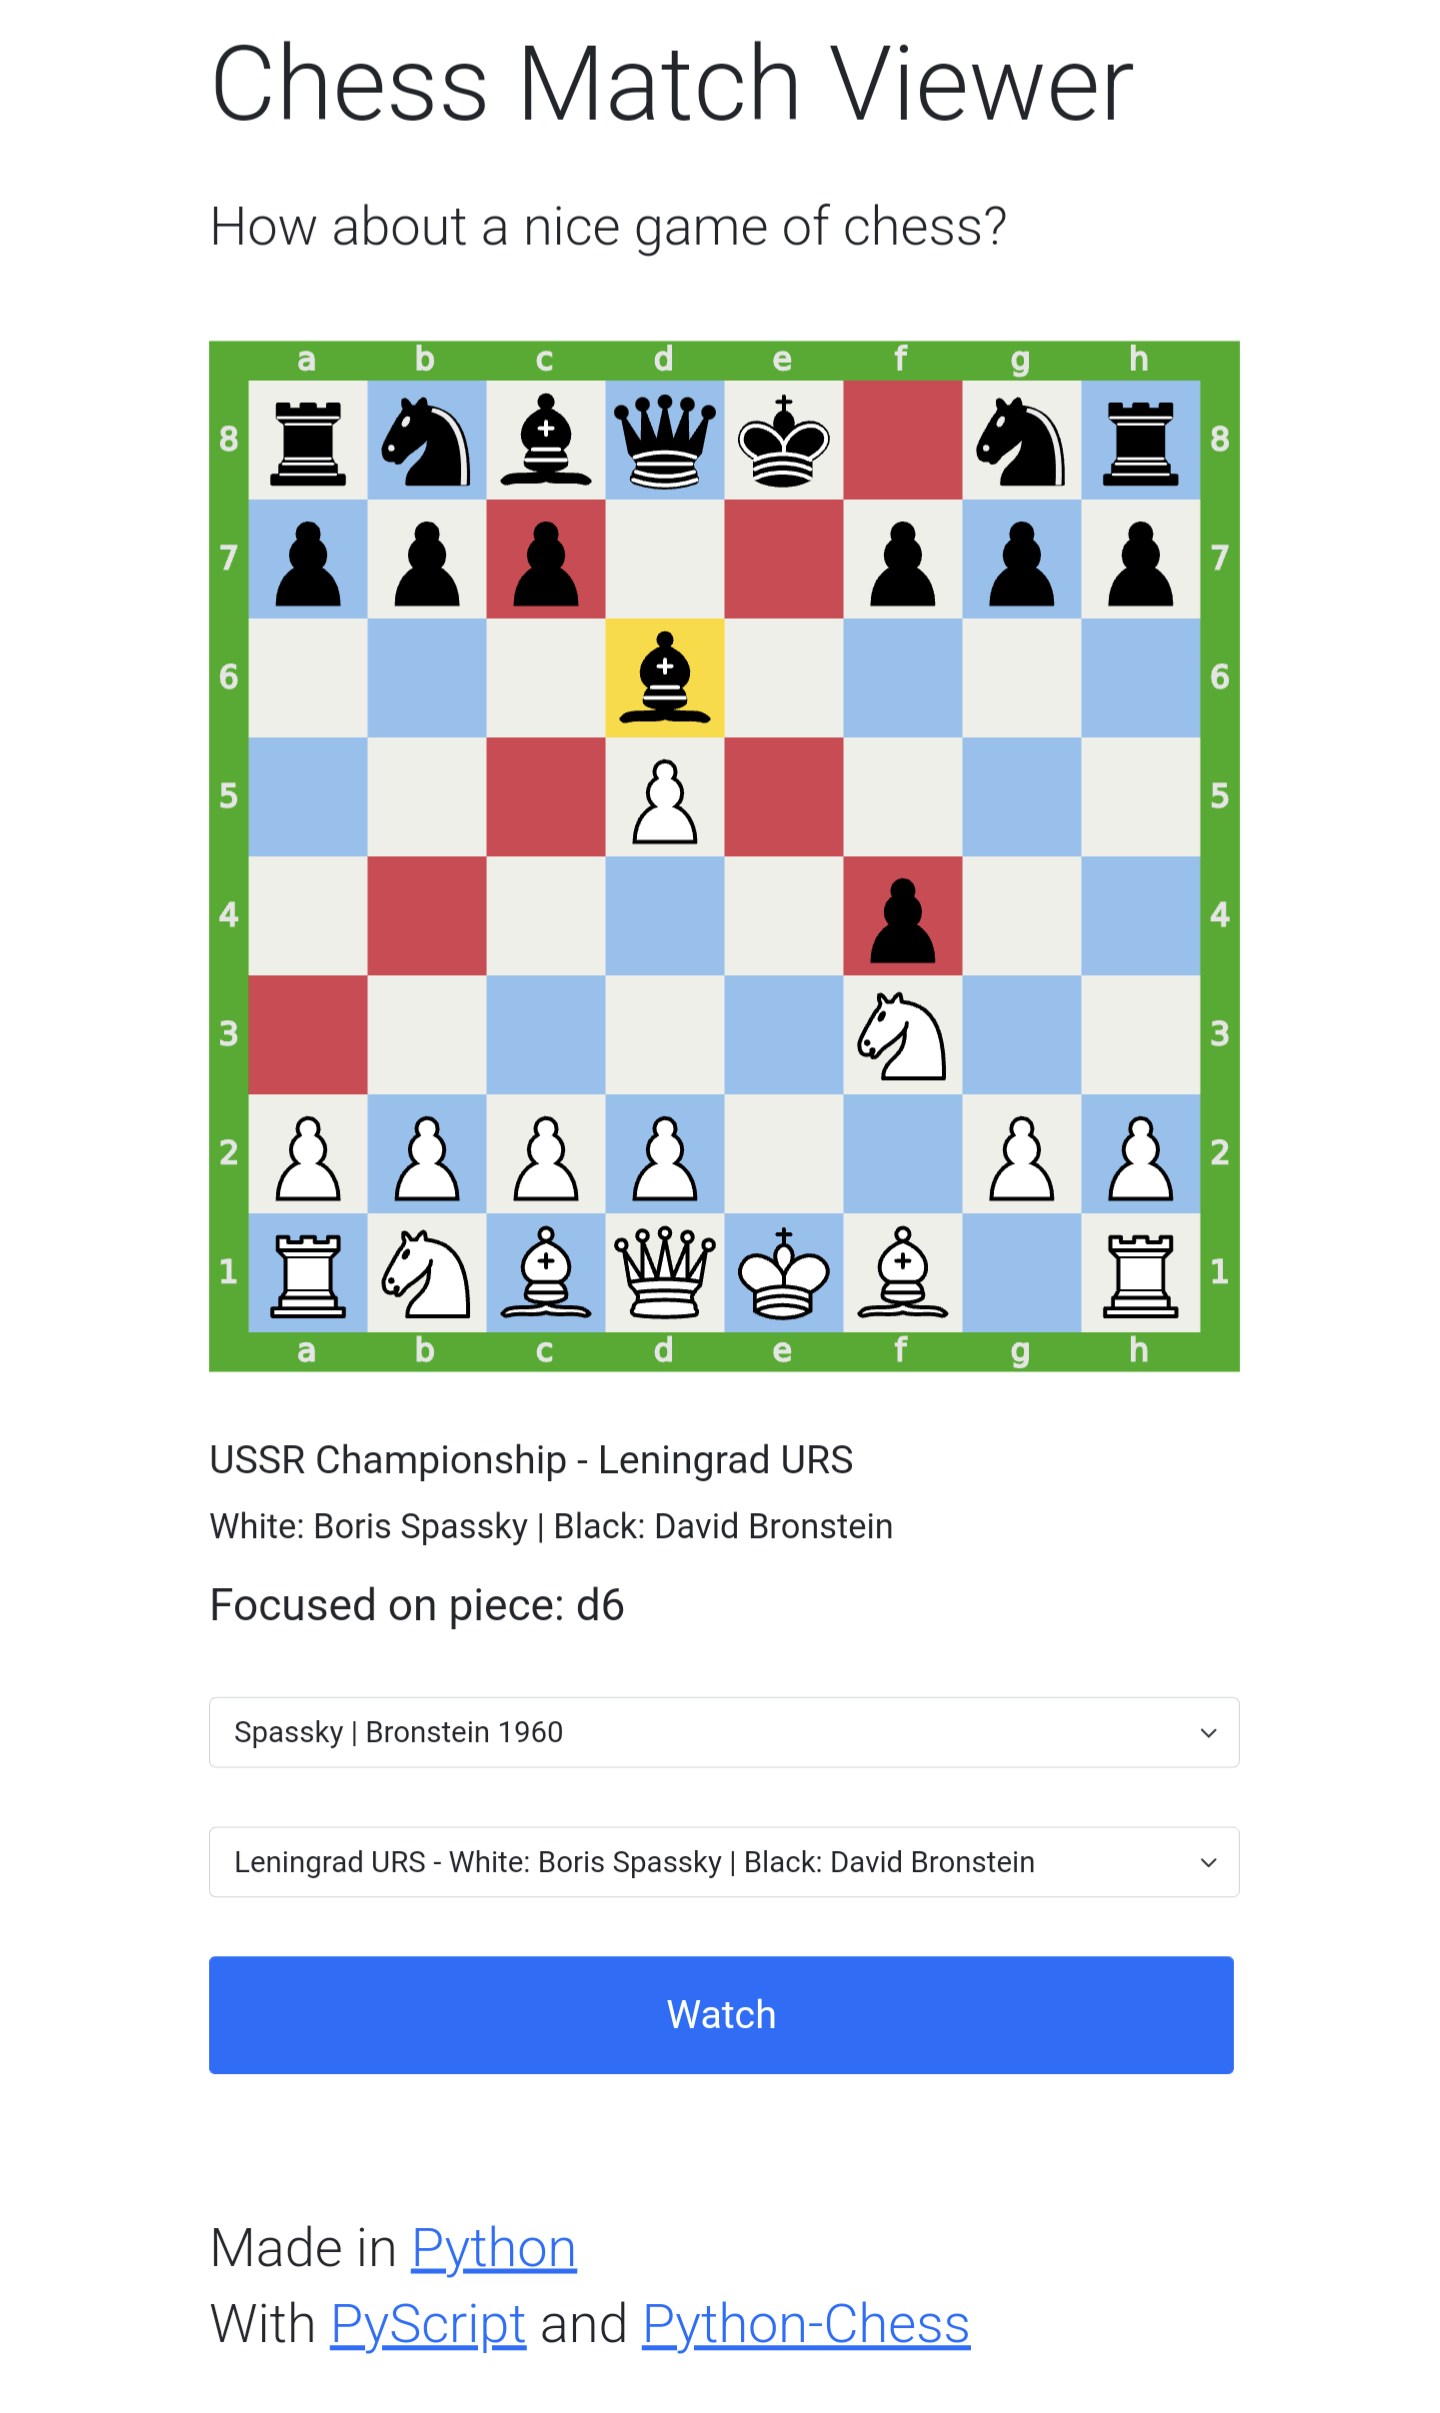 Chess Match Viewer
How about a nice game of chess?
a b c d e f g h
8 8
7 7
6 6
5 5
4 4
3 3
2 2
1 1
a b c d e f g h
USSR Championship - Leningrad URS
White: Boris Spassky | Black: David Bronstein
Focused on piece: d6
Spassky | Bronstein 1960
Leningrad URS - White: Boris Spassky | Black: David Bronstein
Watch
Made in Python
With PyScript and Python-Chess